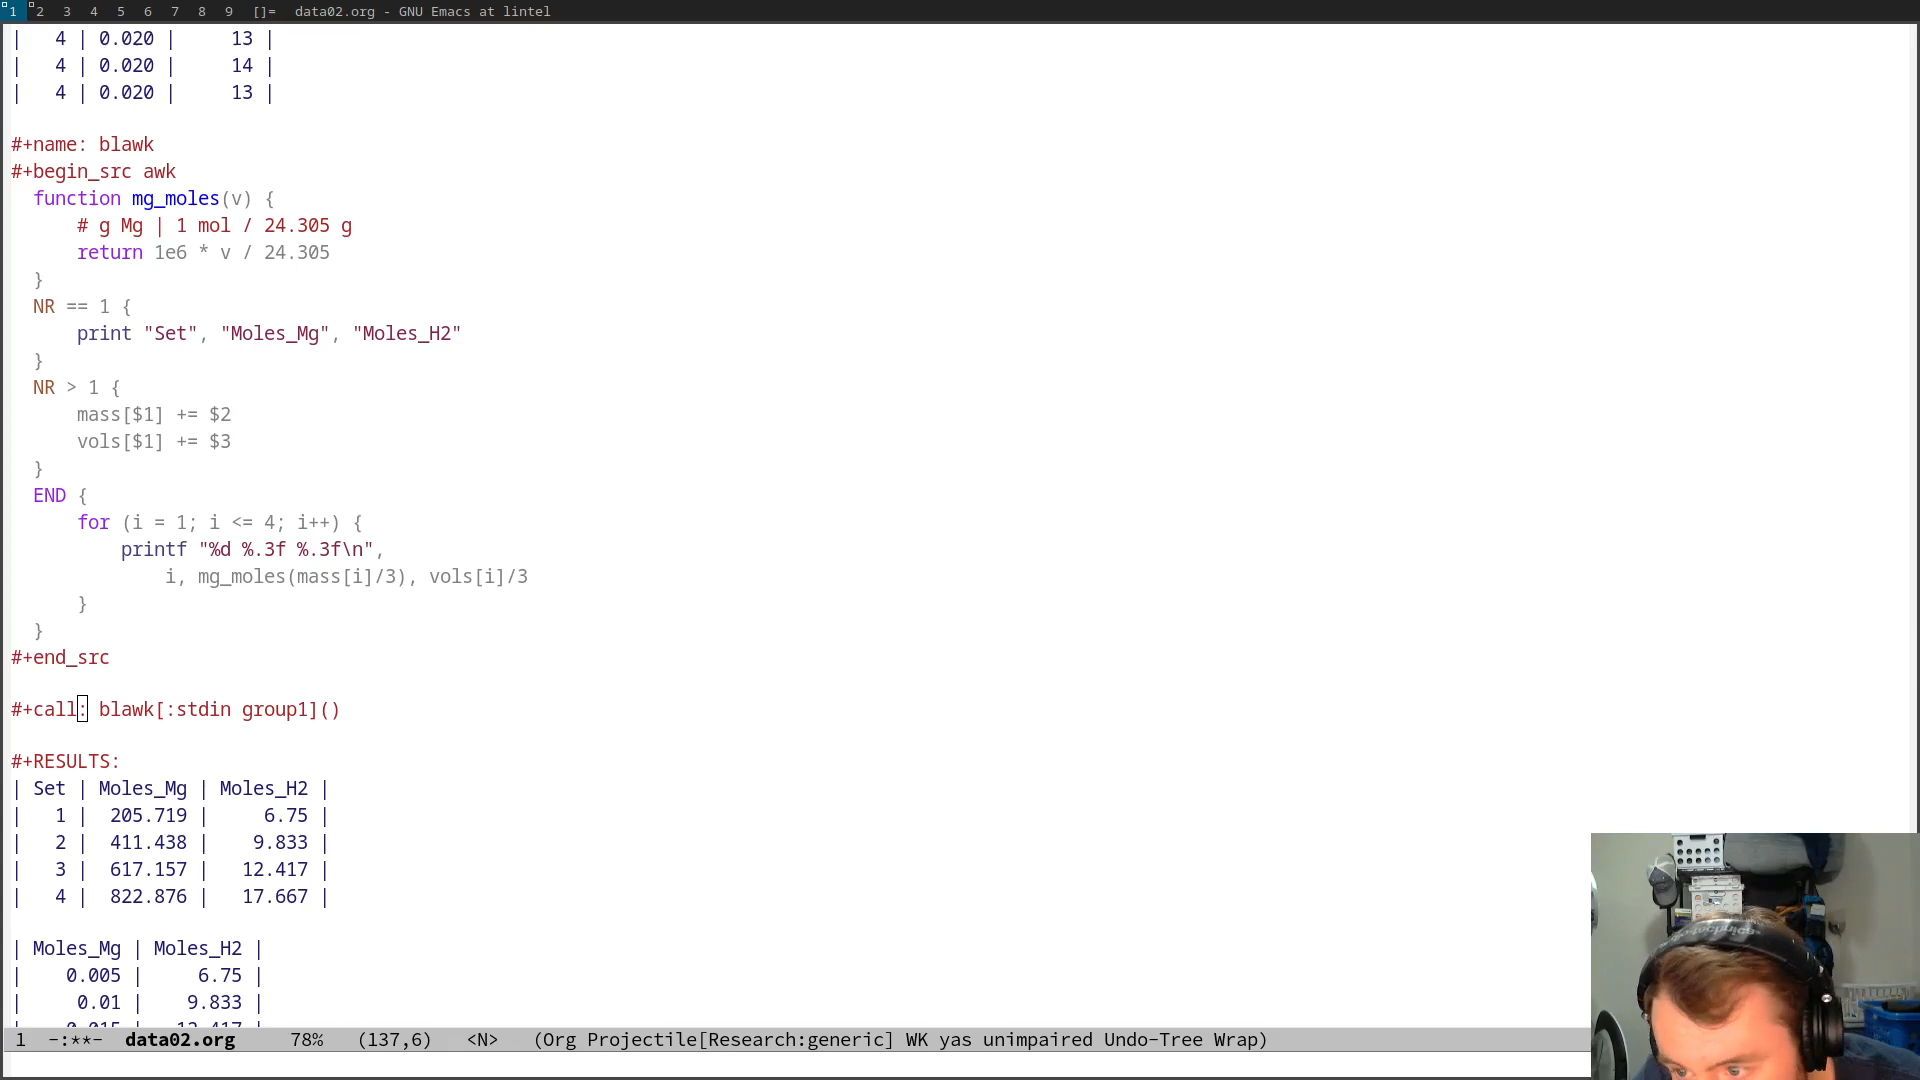 1 2 3 4 5 6 7 8 9 []= data02.org - GNU Emacs at lintel
| 4 | 0.020 | 13 |
| 4 | 0.020 | 14 |
| 4 | 0.020 | 13 |
#+name: blawk
#+begin_src awk
function mg_moles(v) {
# g Mg | 1 mol / 24.305 g
return 1e6 * v / 24.305
}
NR == 1 {
print "Set", "Moles_Mg", "Moles_H2"
}
NR > 1 {
mass[$1] += $2
vols[$1] += $3
}
END {
for (i = 1; i <= 4; i++) {
printf "%d %.3f %.3f\n",
i, mg_moles(mass[i]/3), vols[i]/3
}
}
#+end_src
#+call: blawk[:stdin group1]()
#+RESULTS:
| Set | Moles_Mg | Moles_H2 |
| 1 | 205.719 | 6.75 |
| 2 | 411.438 | 9.833 |
| 3 | 617.157 | 12.417 |
| 4 | 822.876 | 17.667 |
| Moles_Mg | Moles_H2 |
| 0.005 | 6.75 |
| 0.01 | 9.833 |
| 0.015 | 12.417 |
1 -:**- data02.org 78% (137,6) <N> (Org Projectile[Research:generic] WK yas unimpaired Undo-Tree Wrap)